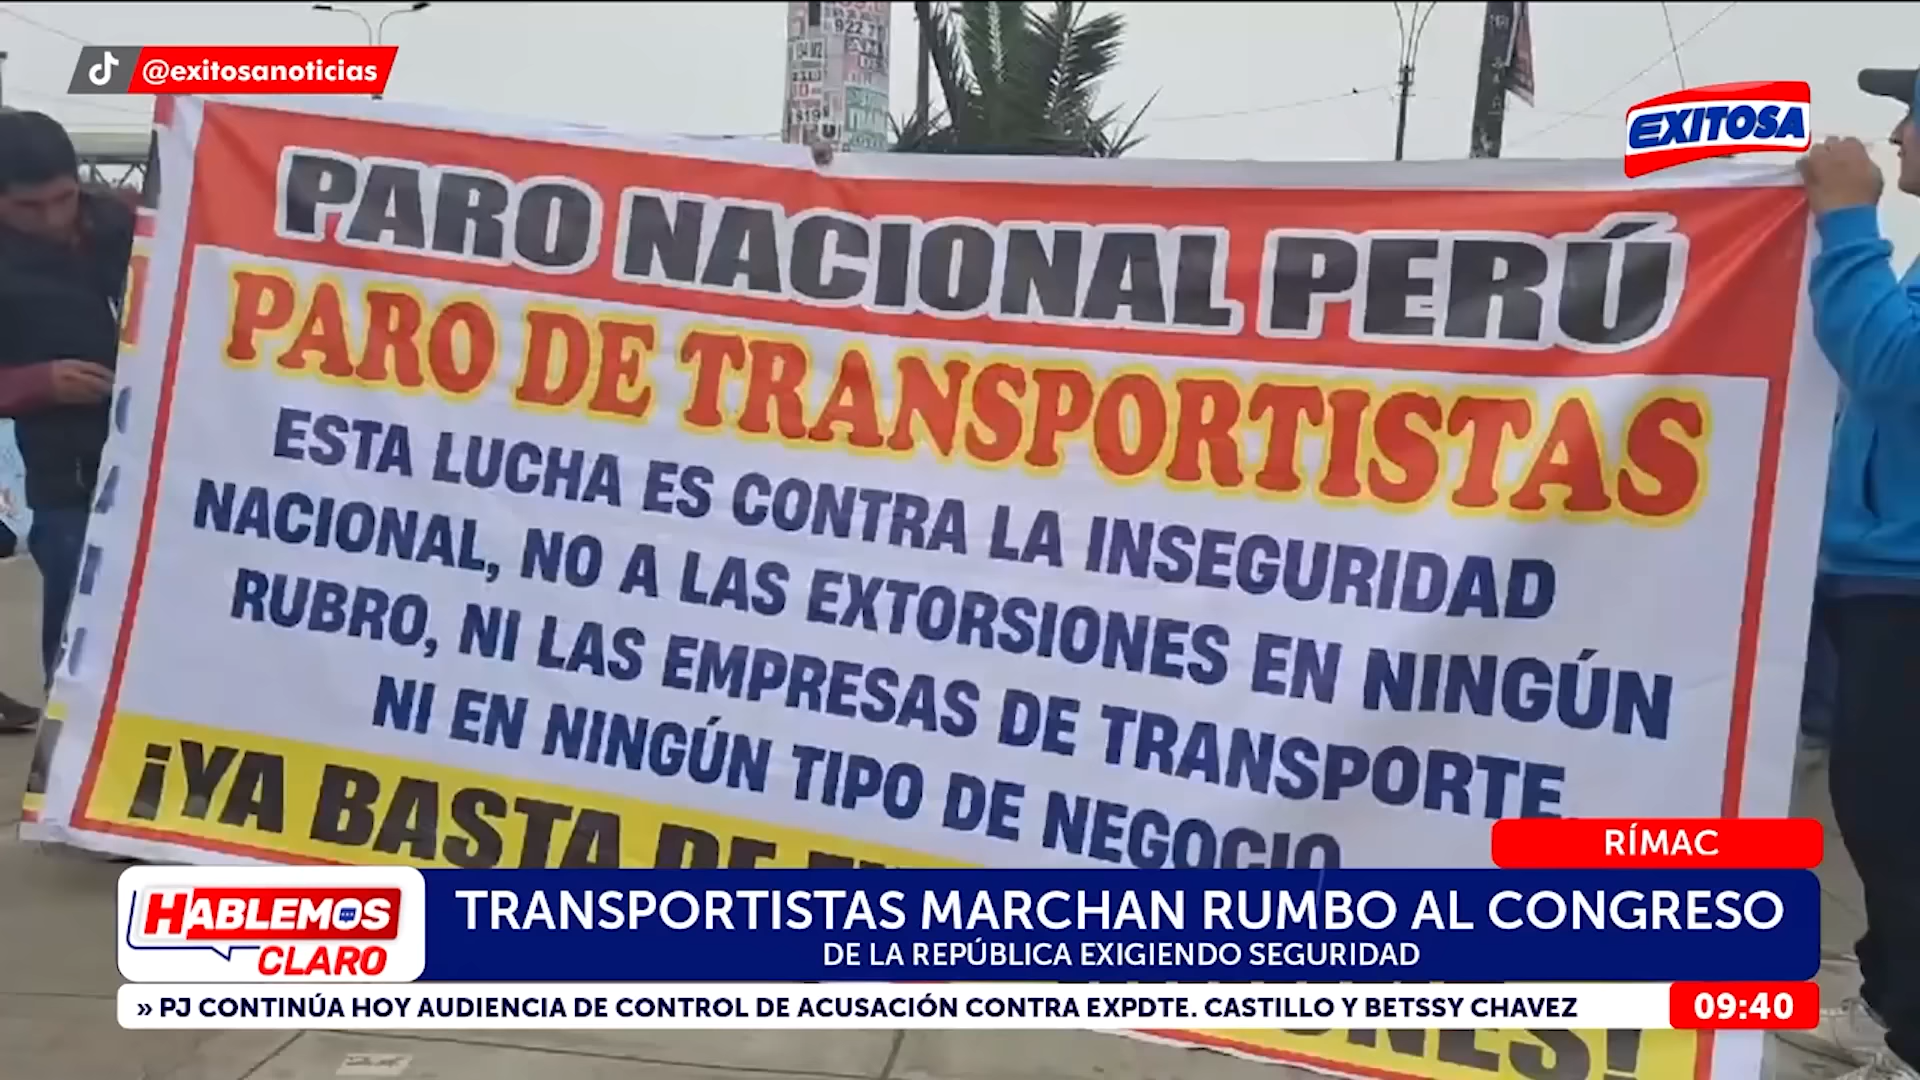 @exitosanoticias
EXITOSA
PARO NACIONAL PERÚ
PARO DE TRANSPORTISTAS
ESTA LUCHA ES CONTRA LA INSEGURIDAD
NACIONAL, NO A LAS EXTORSIONES EN NINGÚN
RUBRO, NI LAS EMPRESAS DE TRANSPORTE,
NI EN NINGÚN TIPO DE NEGOCIO
¡YA BASTA DE
RÍMAC
HABLEMOS
CLARO
TRANSPORTISTAS MARCHAN RUMBO AL CONGRESO
DE LA REPÚBLICA EXIGIENDO SEGURIDAD
» PJ CONTINÚA HOY AUDIENCIA DE CONTROL DE ACUSACIÓN CONTRA EXPDTE. CASTILLO Y BETSSY CHAVEZ
09:40